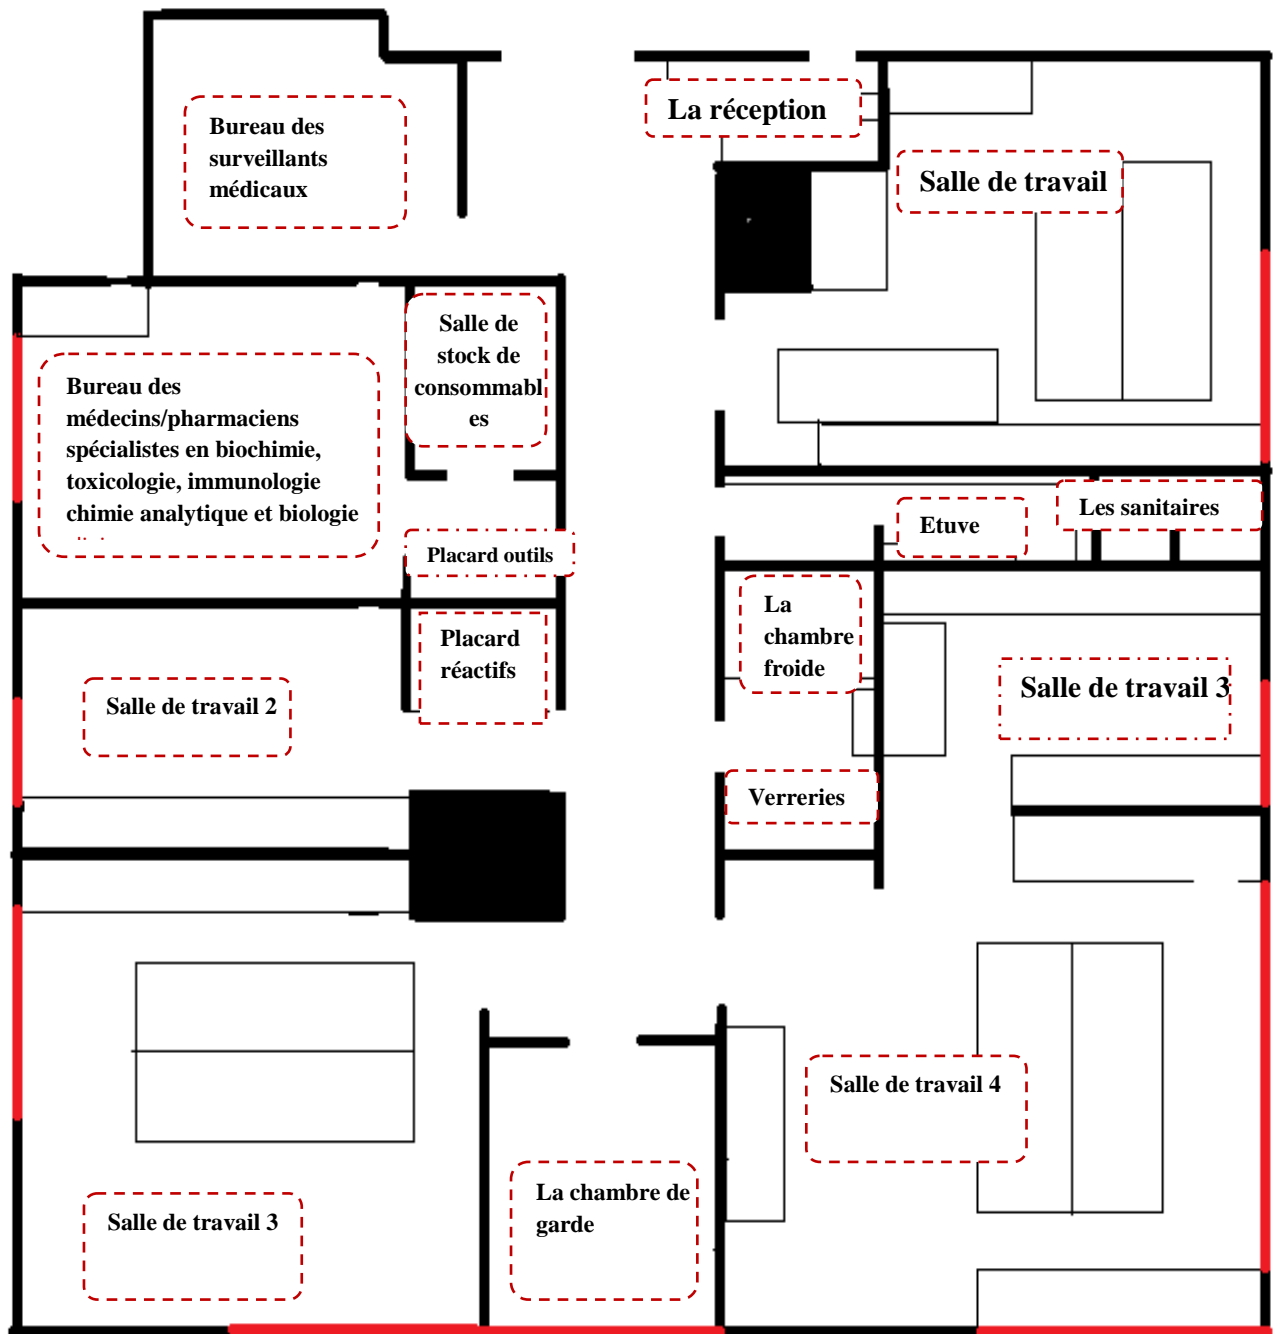 Bureau des
surveillants
médicaux
La réception
Salle de travail
Salle de
stock de
consommabl
es
Bureau des
médecins/pharmaciens
spécialistes en biochimie,
toxicologie, immunologie
chimie analytique et biologie
Etuve
Les sanitaires
Placard outils
La
chambre
froide
Placard
réactifs
Salle de travail 2
Salle de travail 3
Verreries
Salle de travail 4
La chambre de
garde
Salle de travail 3